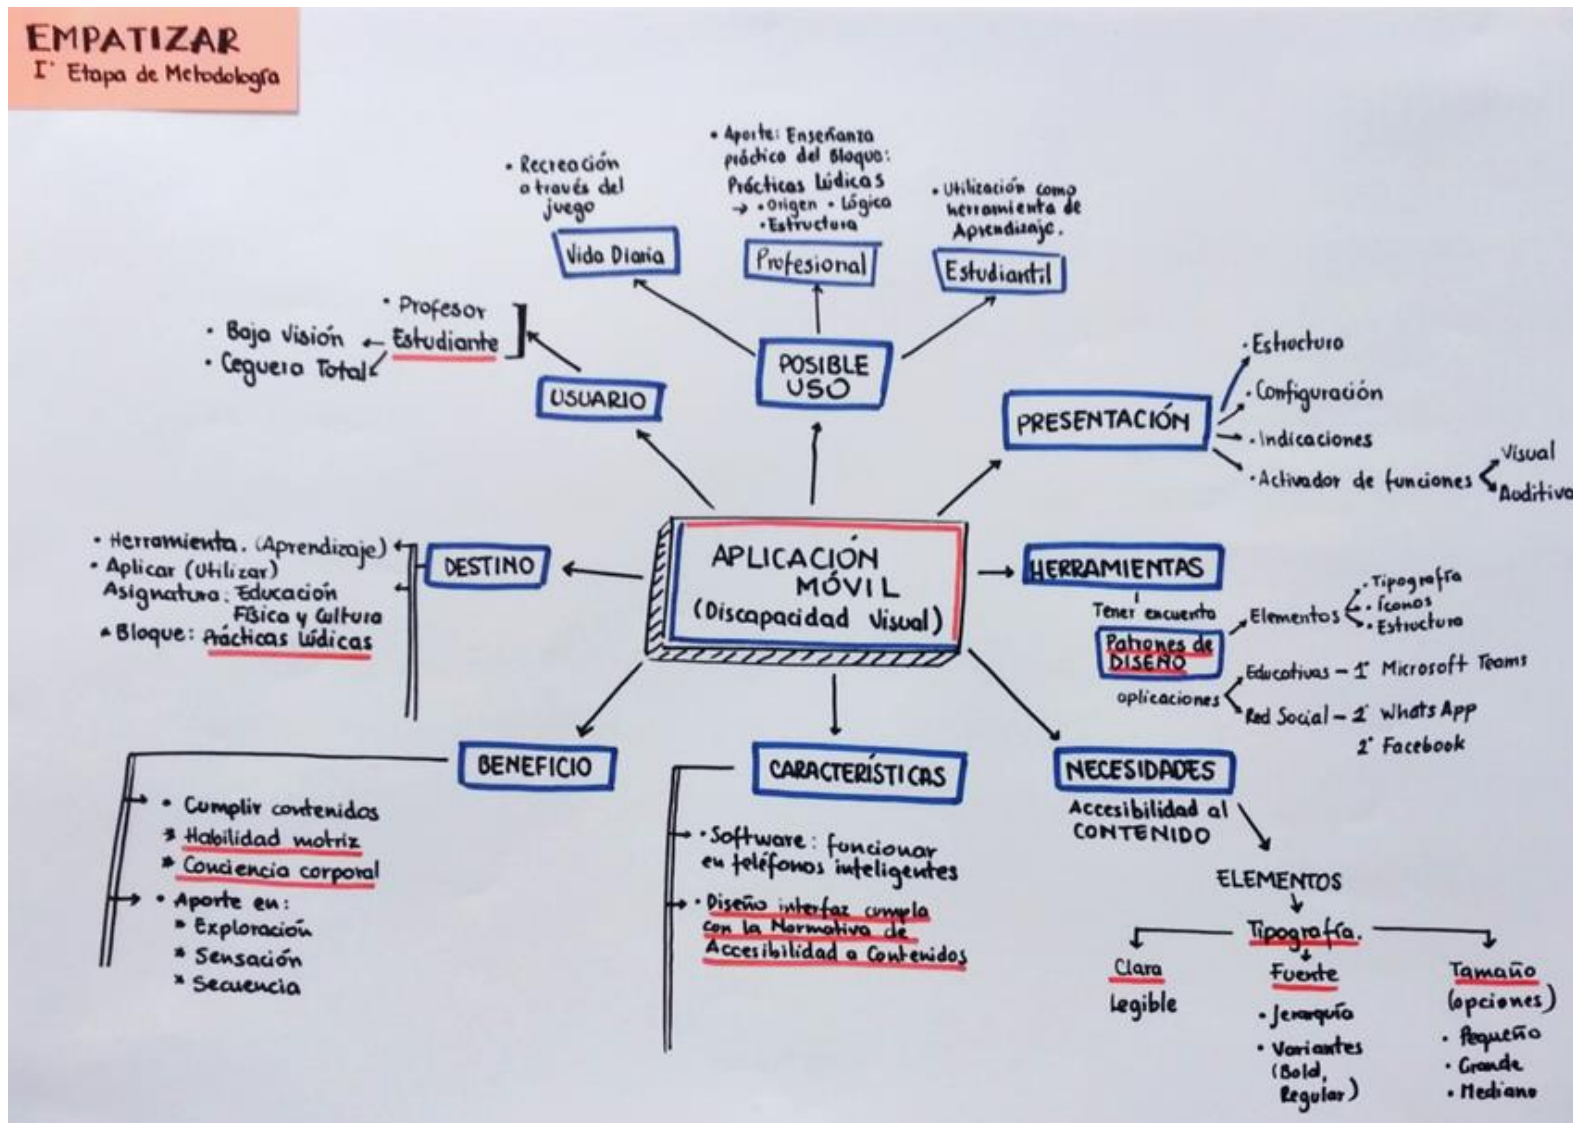 EMPATIZAR
I° Etapa de Metodología
• Recreación
a través del
juego
Vida Diaria
• Aporte: Enseñanza
práctica del Bloque:
Prácticas Lúdicas
→ • Origen • Lógica
• Estructura
Profesional
• Utilización como
herramienta de
Aprendizaje.
Estudiantil
POSIBLE
USO
• Profesor
Estudiante
• Baja Visión
• Ceguera Total
USUARIO
PRESENTACIÓN
• Estructura
• Configuración
• Indicaciones
• Activador de funciones
Visual
Auditivo
APLICACIÓN
MÓVIL
(Discapacidad Visual)
DESTINO
• Herramienta. (Aprendizaje)
• Aplicar (Utilizar)
Asignatura: Educación
Física y Cultura
* Bloque: Prácticas Lúdicas
HERRAMIENTAS
Tener encuenta
Patrones de
DISEÑO
Elementos
• Tipografía
• Íconos
• Estructura
aplicaciones
Educativas – 1° Microsoft Teams
Red Social – 2° Whats App
2° Facebook
BENEFICIO
• Cumplir contenidos
* Habilidad motriz
* Conciencia corporal
• Aporte en:
* Exploración
* Sensación
* Secuencia
CARACTERÍSTICAS
• Software: funcionar
en teléfonos inteligentes
• Diseño interfaz cumpla
con la Normativa de
Accesibilidad a Contenidos
NECESIDADES
Accesibilidad al
CONTENIDO
ELEMENTOS
Tipografía.
Clara
Legible
Fuente
• Jerarquía
• Variantes
(Bold,
Regular)
Tamaño
(opciones)
• Pequeño
• Grande
• Mediano